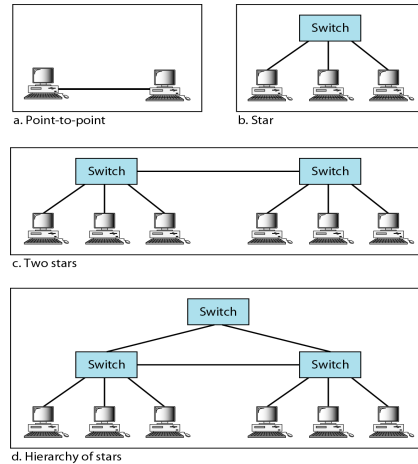 Switch
a. Point-to-point
b. Star
Switch
Switch
c. Two stars
Switch
Switch
Switch
d. Hierarchy of stars